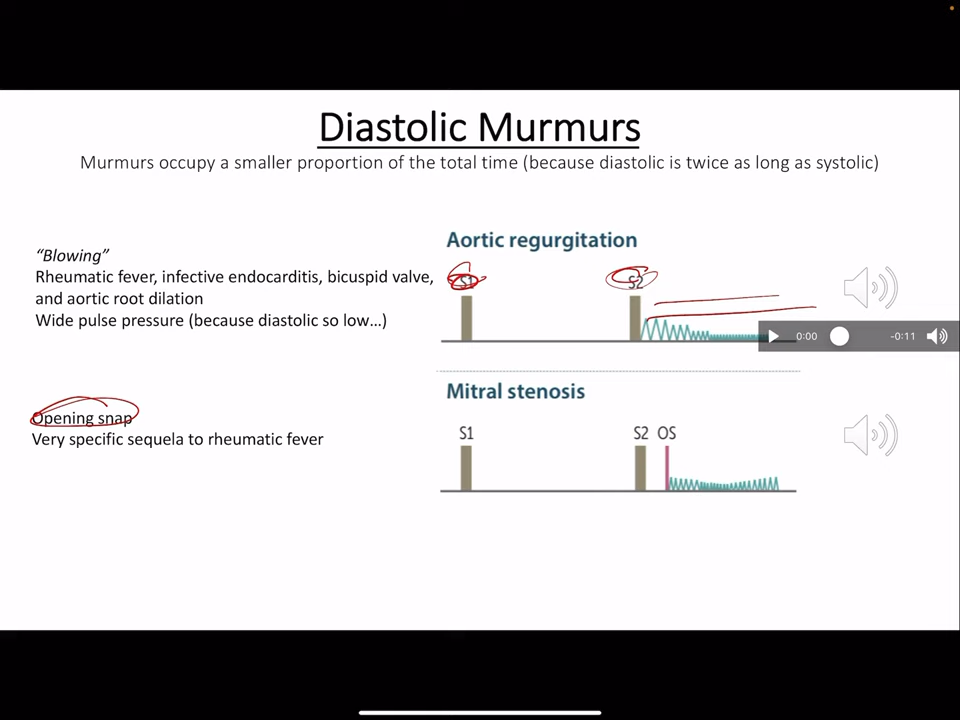 Diastolic Murmurs
Murmurs occupy a smaller proportion of the total time (because diastolic is twice as long as systolic)
"Blowing"
Rheumatic fever, infective endocarditis, bicuspid valve,
and aortic root dilation
Wide pulse pressure (because diastolic so low…)
Aortic regurgitation
S1 S2
0:00 -0:11
Opening snap
Very specific sequela to rheumatic fever
Mitral stenosis
S1 S2 OS